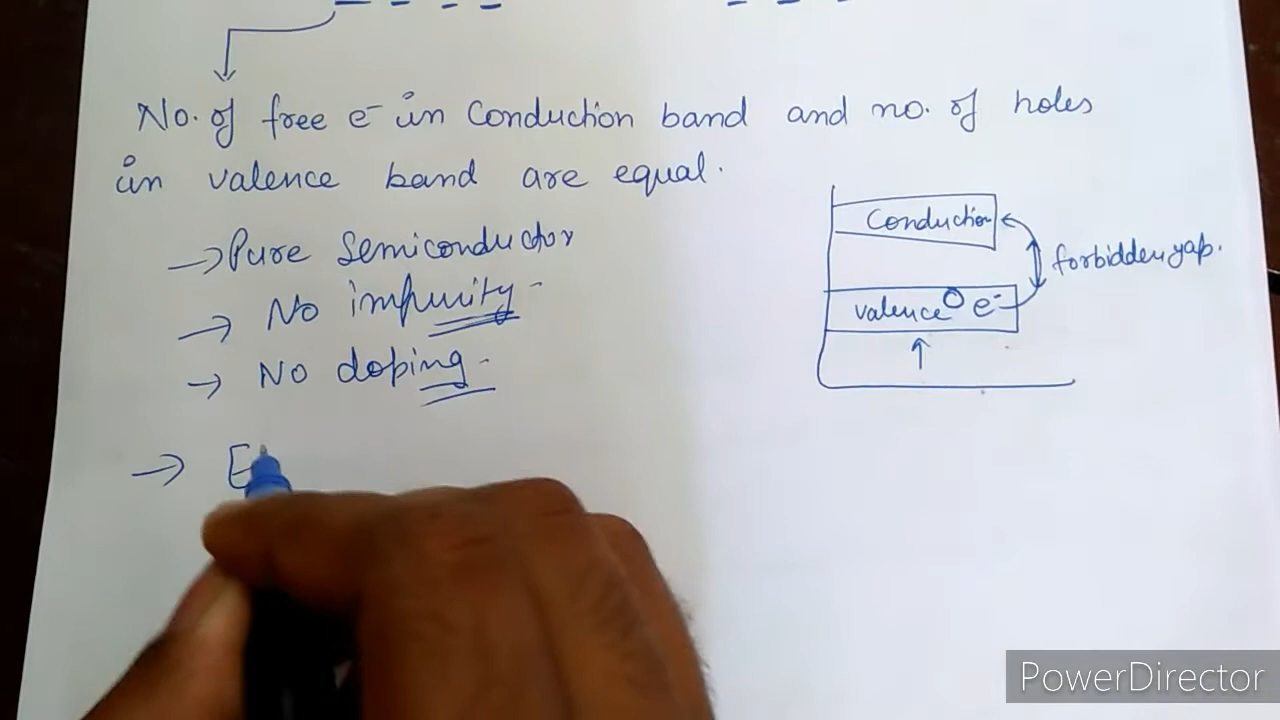 No. of free e⁻ in Conduction band and no. of holes
in valence band are equal.
→ Pure Semiconductor
→ No impurity -
→ No doping -
→ E
Conduction
forbidden gap.
valence e⁻
PowerDirector